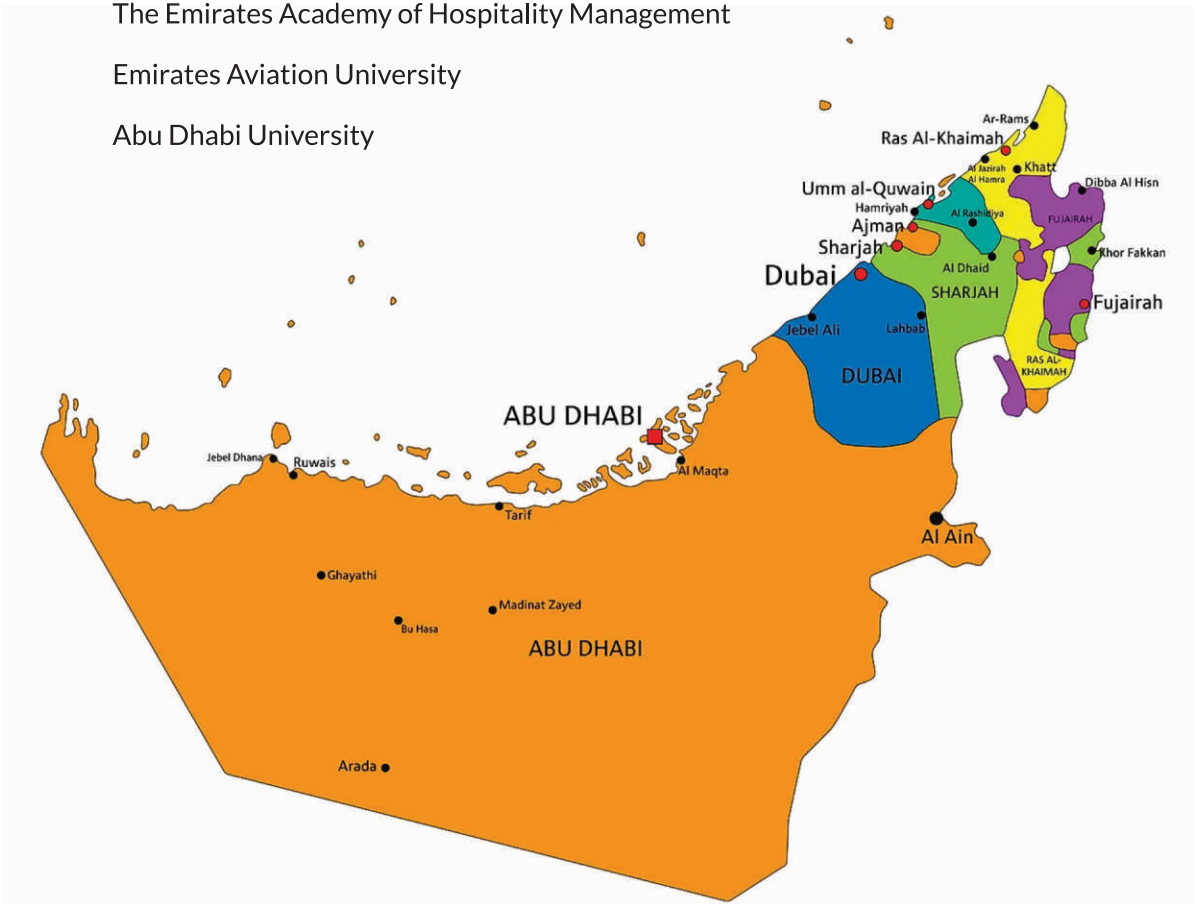 The Emirates Academy of Hospitality Management
Emirates Aviation University
Abu Dhabi University
Ar-Rams
Ras Al-Khaimah
Al Jazirah
Al Hamra
Khatt
Dibba Al Hisn
Umm al-Quwain
Hamriyah
Al Rashidiya
FUJAIRAH
Ajman
Sharjah
Khor Fakkan
Al Dhaid
Dubai
SHARJAH
Fujairah
Jebel Ali
Lahbab
RAS AL-
KHAIMAH
DUBAI
ABU DHABI
Jebel Dhana
Ruwais
Al Maqta
Tarif
Al Ain
Ghayathi
Madinat Zayed
Bu Hasa
ABU DHABI
Arada